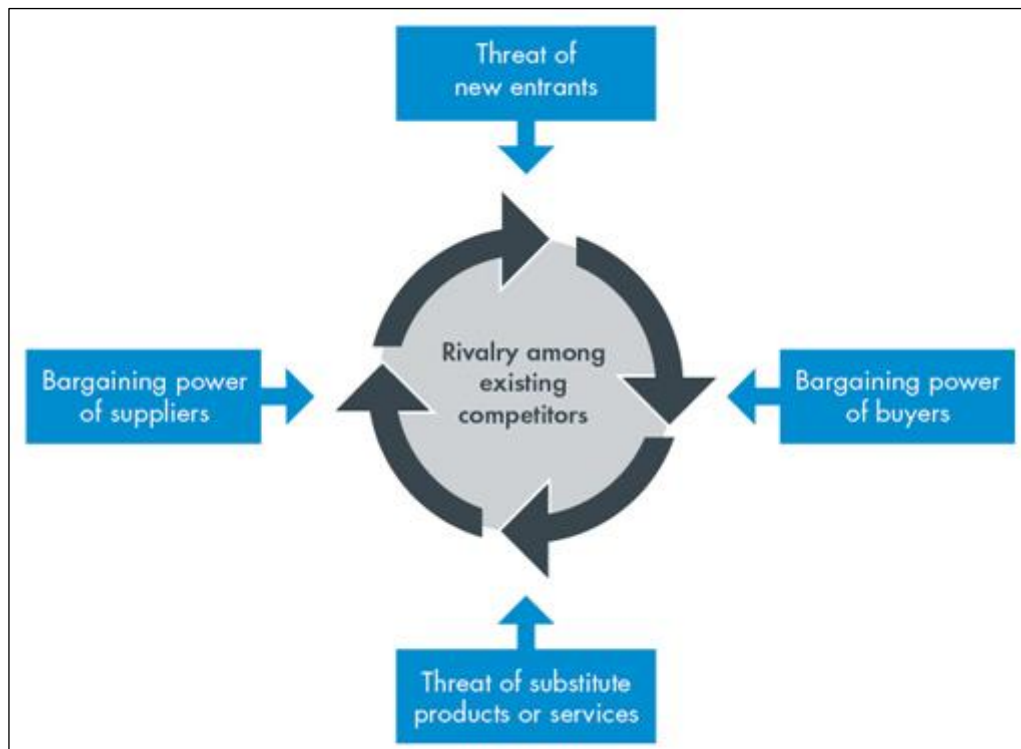 Threat of
new entrants
Bargaining power
of suppliers
Rivalry among
existing
competitors
Bargaining power
of buyers
Threat of substitute
products or services